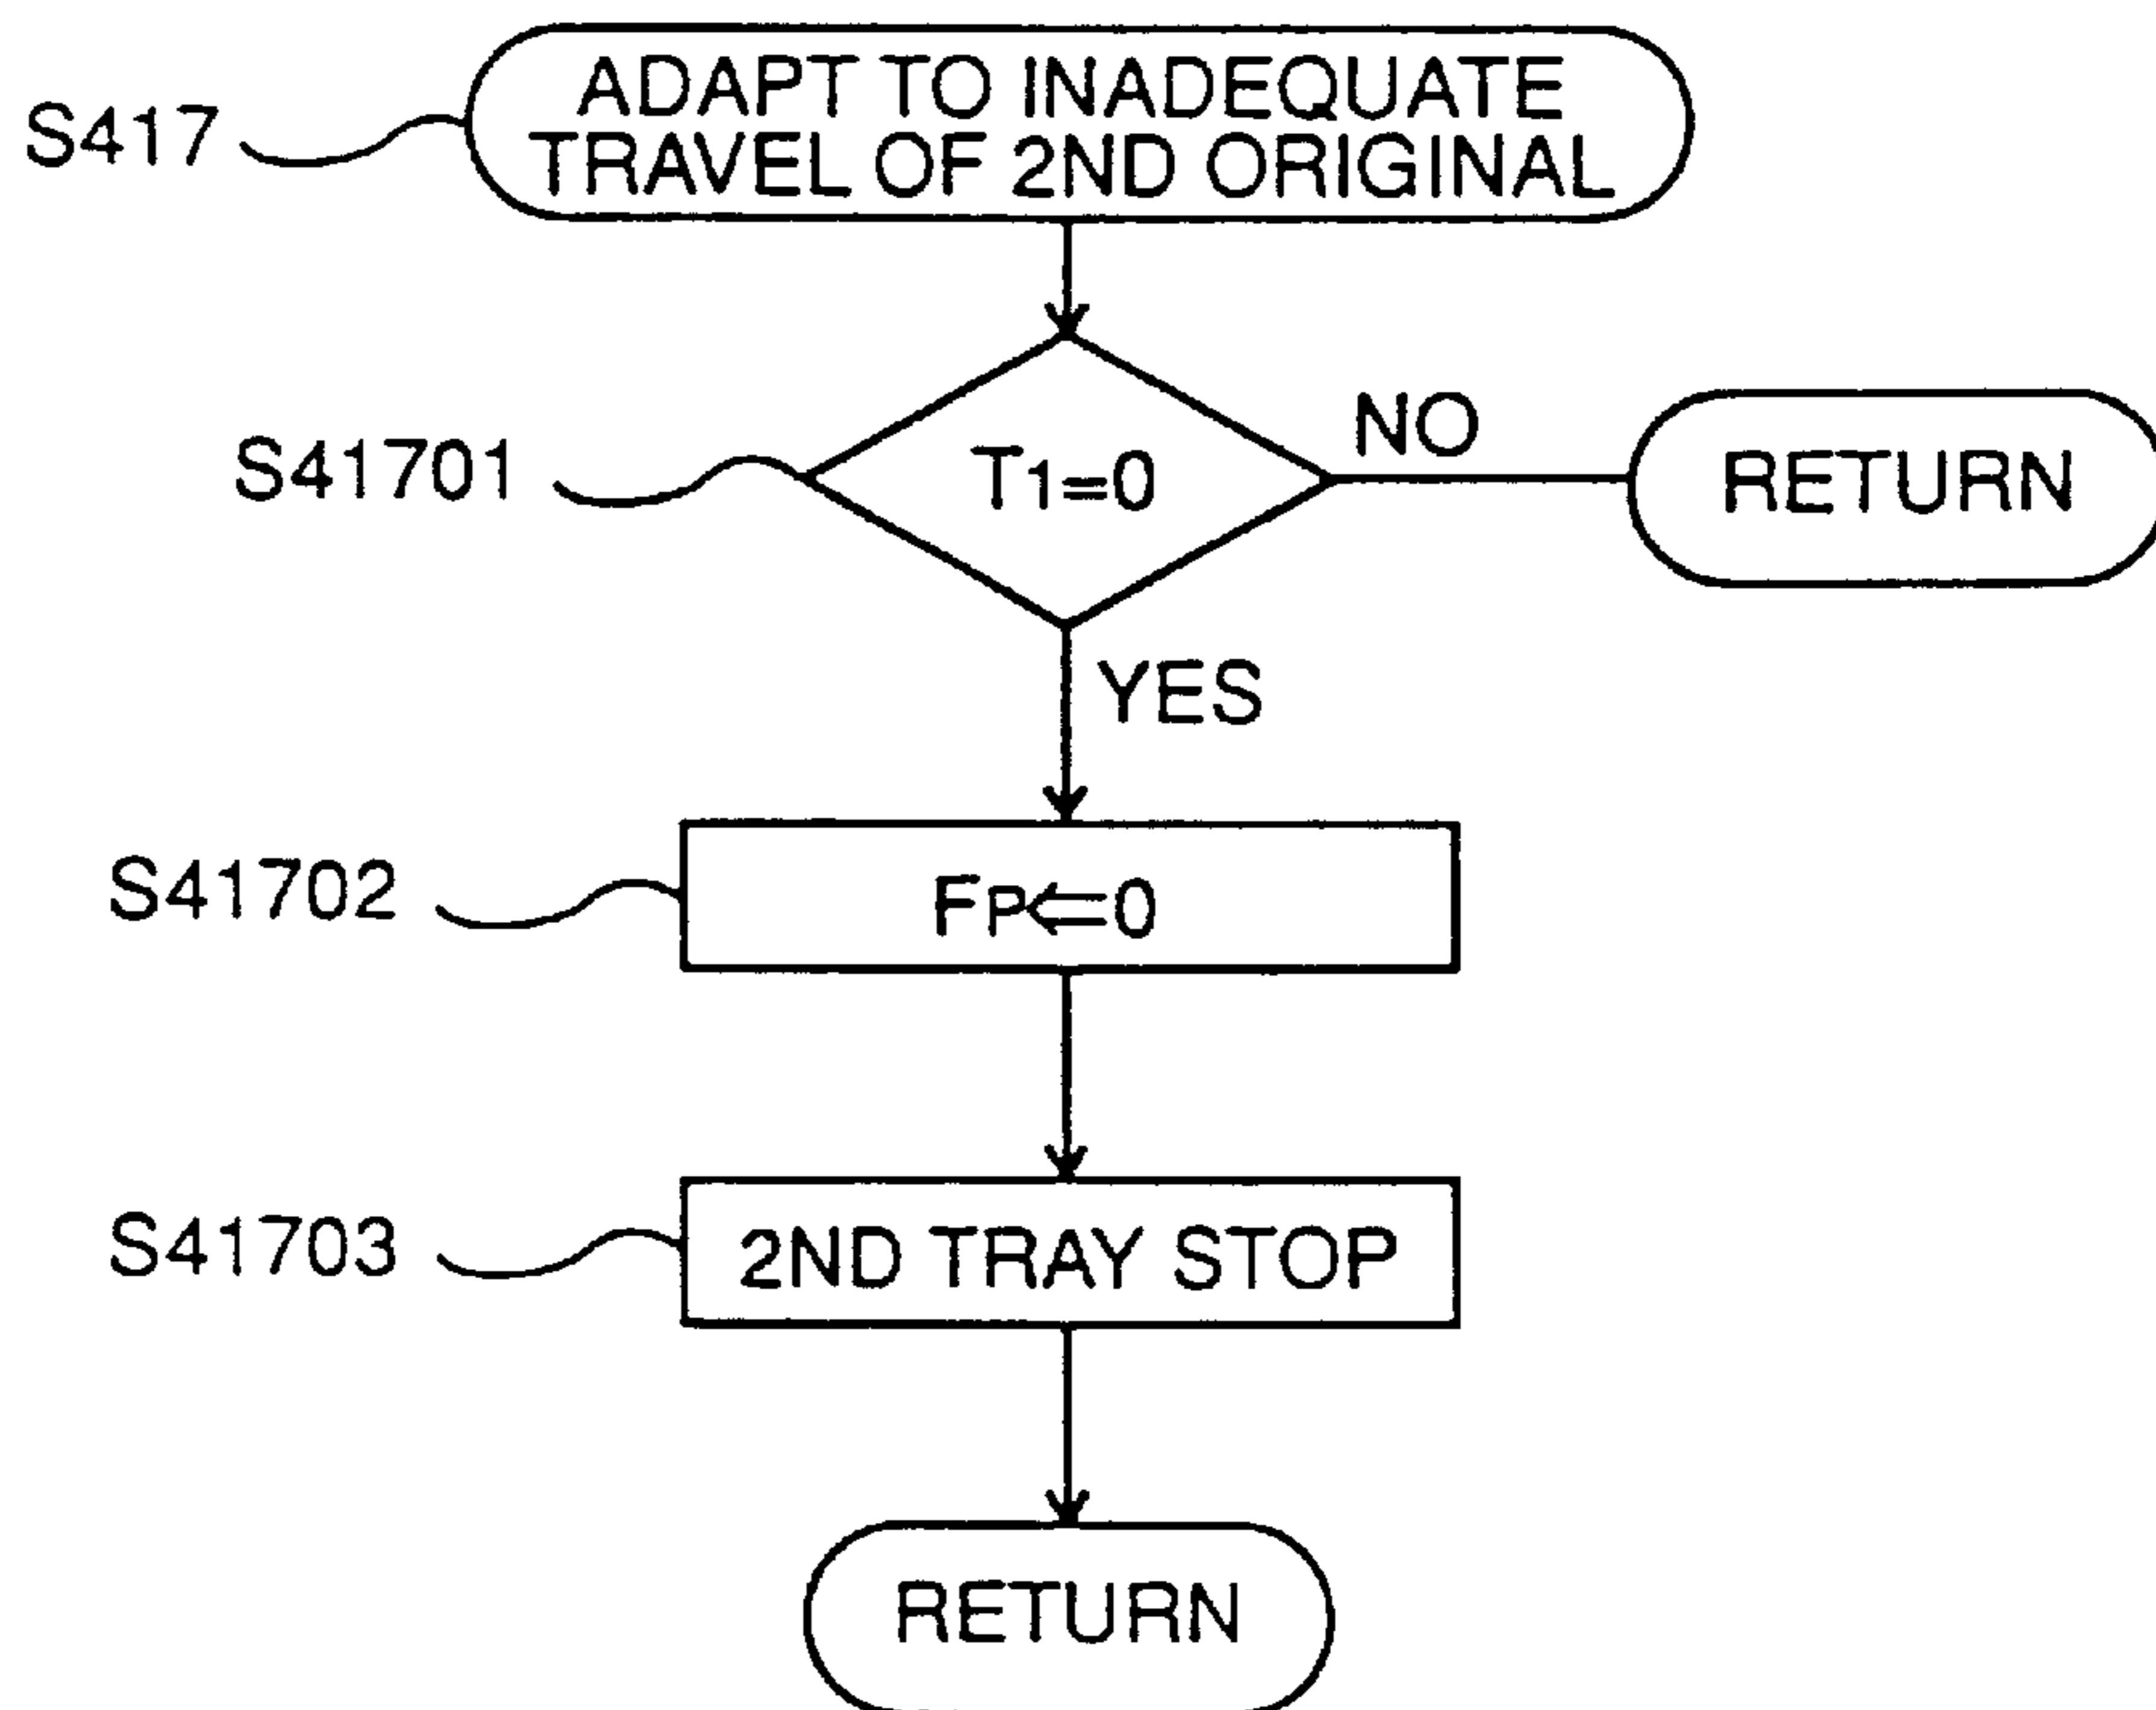 S417
ADAPT TO INADEQUATE
TRAVEL OF 2ND ORIGINAL
S41701
T1=0
NO
RETURN
YES
S41702
FP⇐0
S41703
2ND TRAY STOP
RETURN